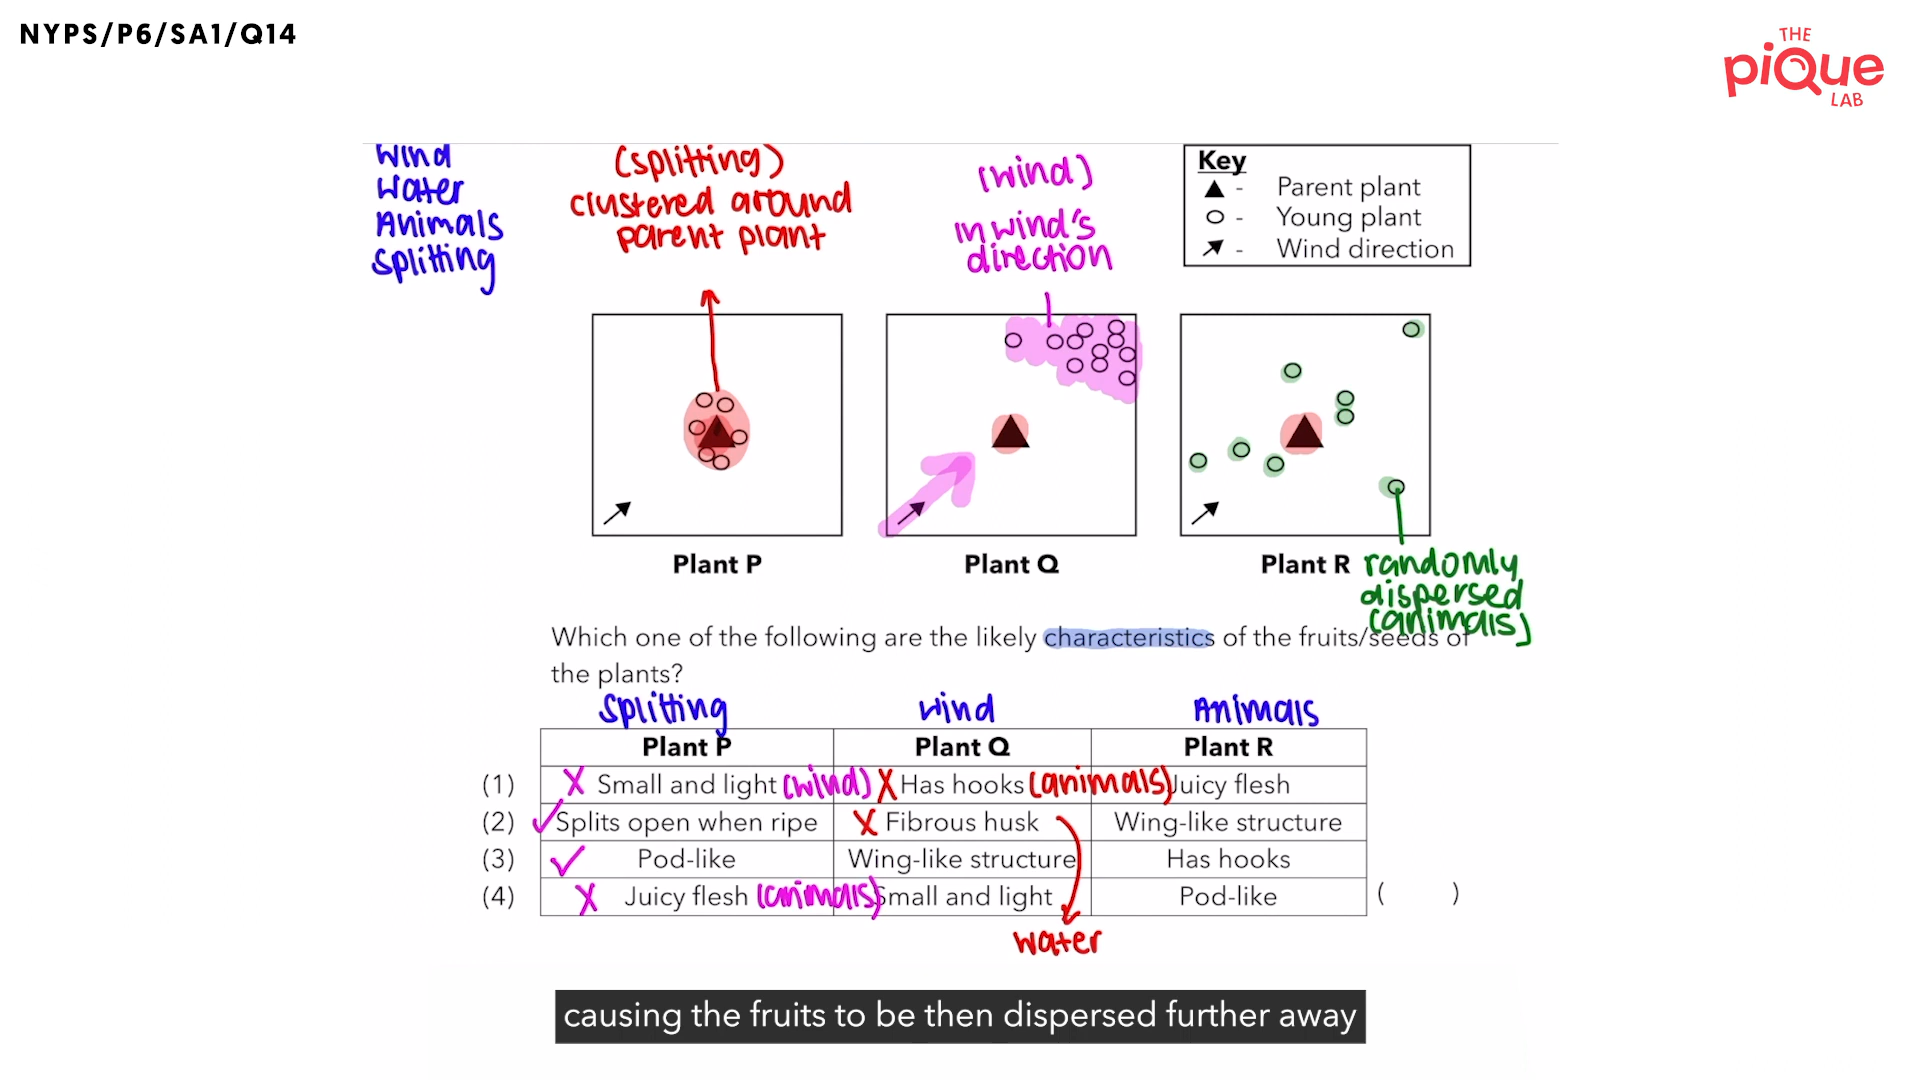 NYPS/P6/SA1/Q14
THE
piQue
LAB
Wind
Water
Animals
Splitting
(splitting)
clustered around
parent plant
(wind)
in wind's
direction
Key
- Parent plant
- Young plant
- Wind direction
Plant P
Plant Q
Plant R
randomly
dispersed
(animals)
Which one of the following are the likely characteristics of the fruits/seeds of
the plants?
Splitting Wind Animals
Plant P Plant Q Plant R
(1) X Small and light (wind) X Has hooks (animals) Juicy flesh
(2) ✓ Splits open when ripe X Fibrous husk Wing-like structure
(3) ✓ Pod-like Wing-like structure Has hooks
(4) X Juicy flesh (animals) Small and light Pod-like ( )
water
causing the fruits to be then dispersed further away